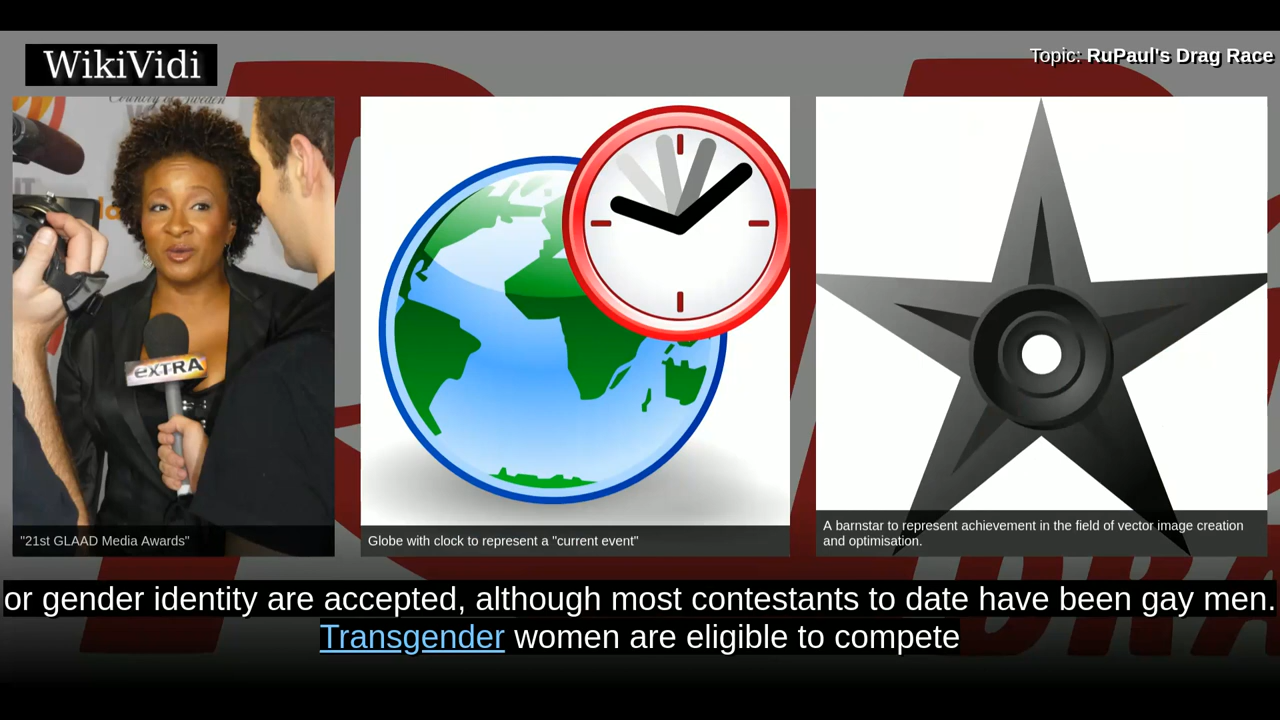 WikiVidi
Topic: RuPaul's Drag Race
eXTRA
"21st GLAAD Media Awards"
Globe with clock to represent a "current event"
A barnstar to represent achievement in the field of vector image creation
and optimisation.
or gender identity are accepted, although most contestants to date have been gay men.
Transgender women are eligible to compete